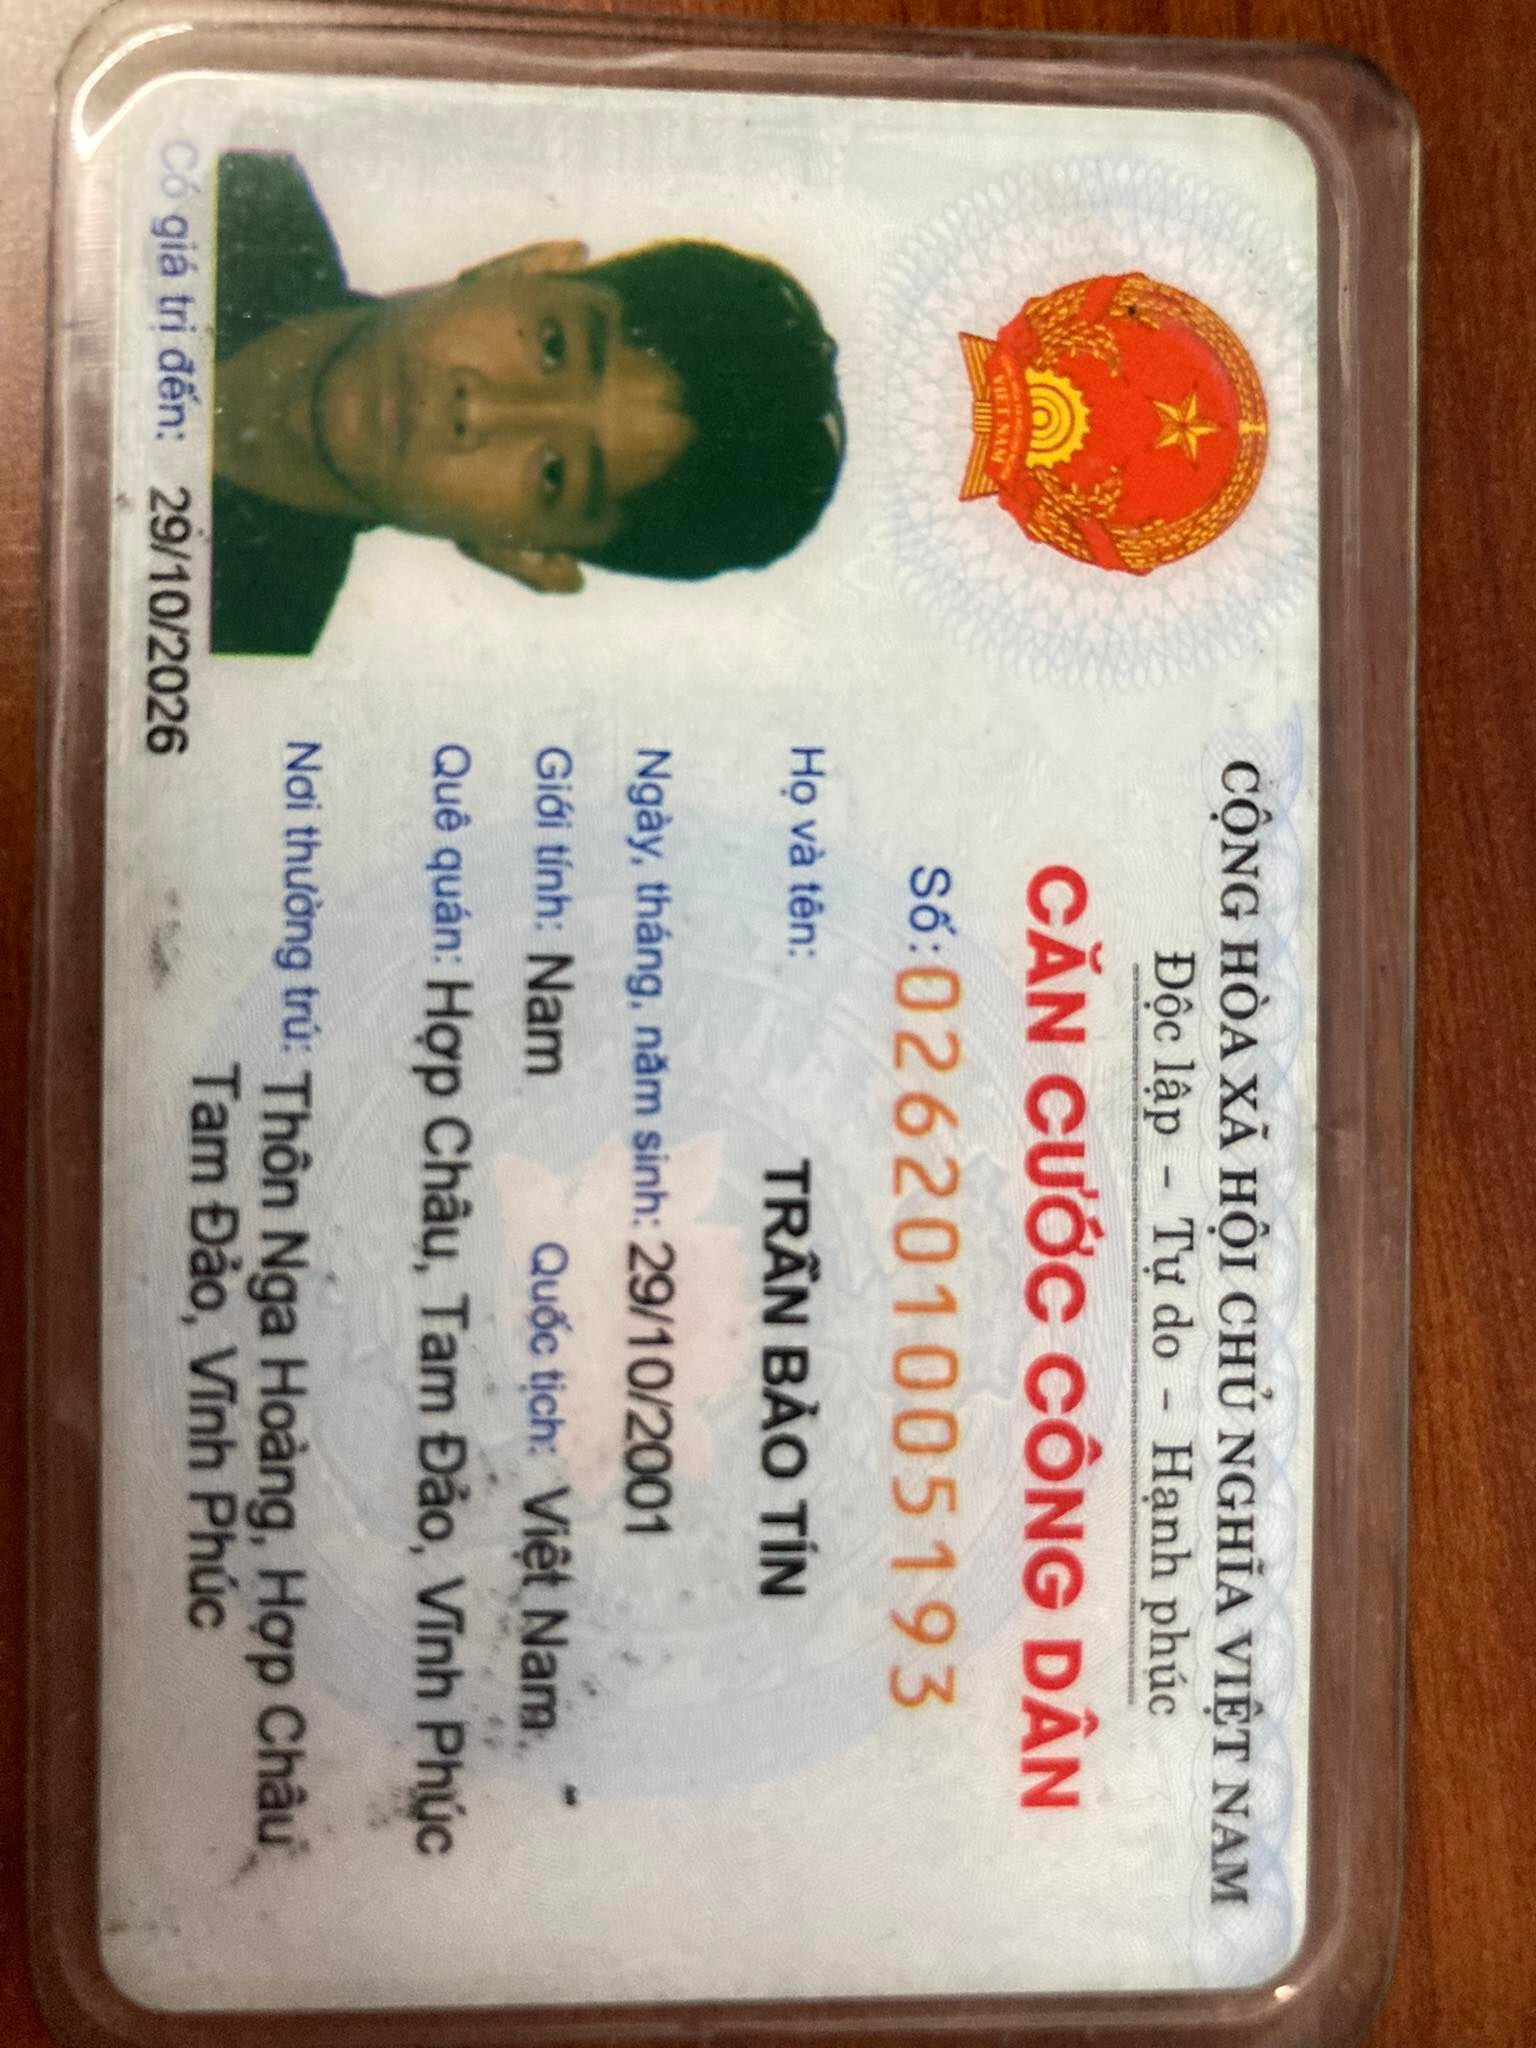 CỘNG HÒA XÃ HỘI CHỦ NGHĨA VIỆT NAM
Độc lập - Tự do - Hạnh phúc
CĂN CƯỚC CÔNG DÂN
Số: 026201005193
Họ và tên: TRẦN BẢO TÍN
Ngày, tháng, năm sinh: 29/10/2001
Giới tính: Nam Quốc tịch: Việt Nam
Quê quán: Hợp Châu, Tam Đảo, Vĩnh Phúc
Nơi thường trú: Thôn Nga Hoàng, Hợp Châu
Tam Đảo, Vĩnh Phúc
Có giá trị đến: 29/10/2026
VIỆT NAM